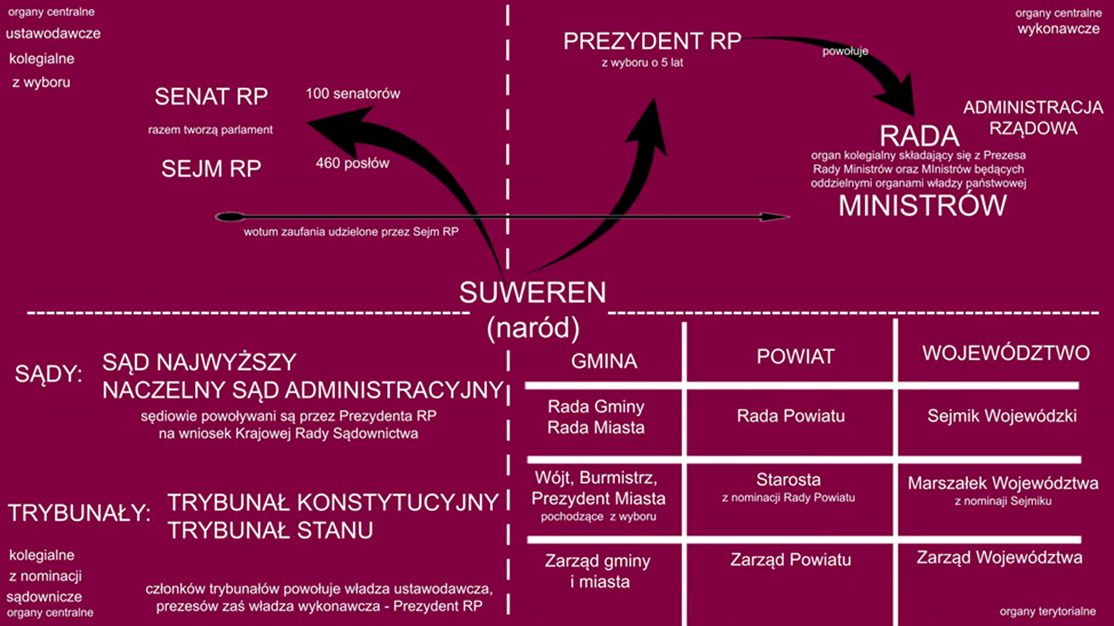 organy centralne
ustawodawcze
kolegialne
z wyboru
SENAT RP
100 senatorów
razem tworzą parlament
SEJM RP
460 posłów
PREZYDENT RP
z wyboru o 5 lat
powołuje
organy centralne
wykonawcze
ADMINISTRACJA
RZĄDOWA
RADA
organ kolegialny składający się z Prezesa
Rady Ministrów oraz MInistrów będących
oddzielnymi organami władzy państwowej
MINISTRÓW
wotum zaufania udzielone przez Sejm RP
SUWEREN
(naród)
SĄDY:
SĄD NAJWYŻSZY
NACZELNY SĄD ADMINISTRACYJNY
sędiowie powoływani są przez Prezydenta RP
na wniosek Krajowej Rady Sądownictwa
TRYBUNAŁY:
TRYBUNAŁ KONSTYTUCYJNY
TRYBUNAŁ STANU
kolegialne
z nominacji
sądownicze
organy centralne
członków trybunałów powołuje władza ustawodawcza,
prezesów zaś władza wykonawcza - Prezydent RP
GMINA
POWIAT
WOJEWÓDZTWO
Rada Gminy
Rada Miasta
Rada Powiatu
Sejmik Wojewódzki
Wójt, Burmistrz,
Prezydent Miasta
pochodzące z wyboru
Starosta
z nominacji Rady Powiatu
Marszałek Województwa
z nominaji Sejmiku
Zarząd gminy
i miasta
Zarząd Powiatu
Zarząd Województwa
organy terytorialne